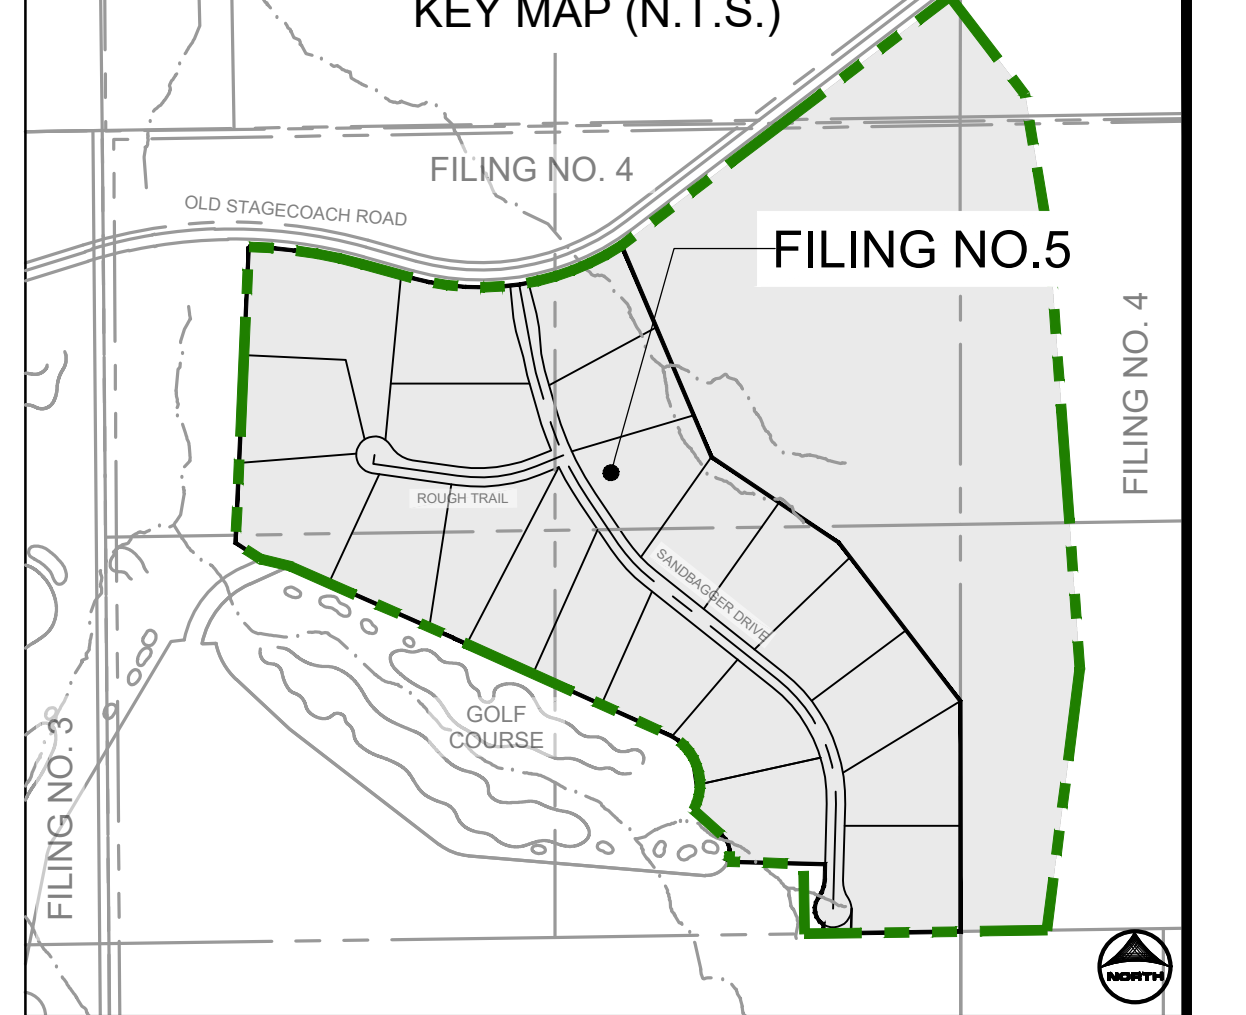 KEY MAP (N.T.S.)
FILING NO. 4
OLD STAGECOACH ROAD
FILING NO.5
FILING NO. 4
ROUGH TRAIL
SANDBAGGER DRIVE
GOLF
COURSE
FILING NO. 3
NORTH